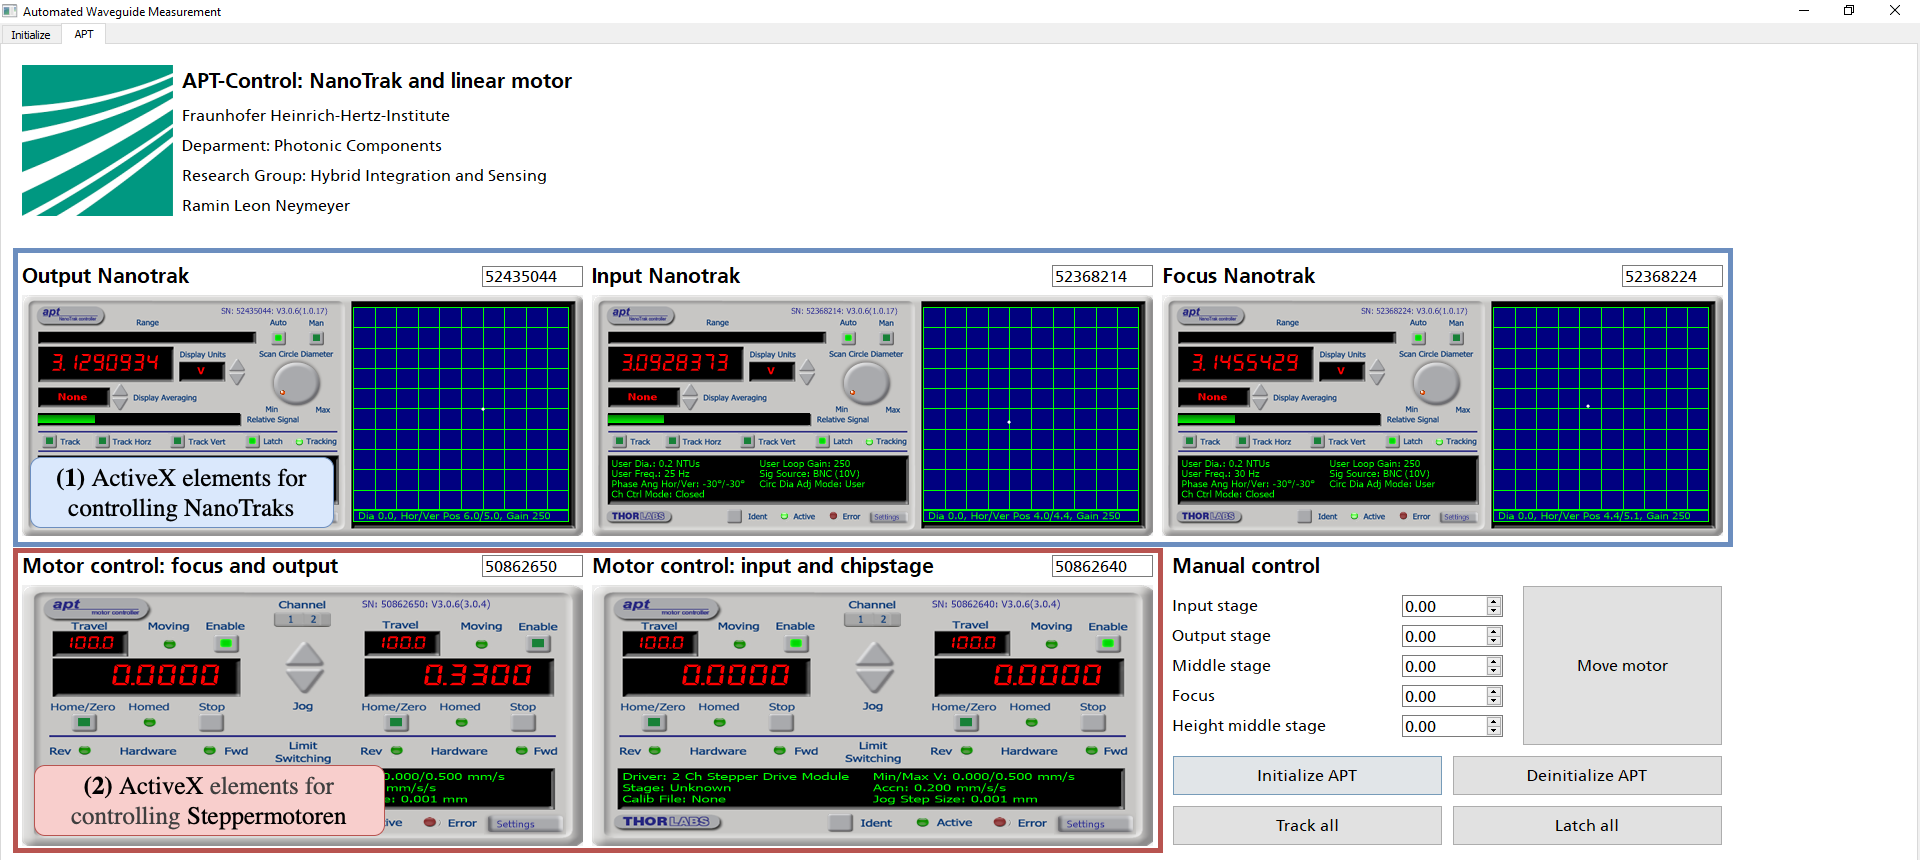 Automated Waveguide Measurement
Initialize APT
APT-Control: NanoTrak and linear motor
Fraunhofer Heinrich-Hertz-Institute
Deparment: Photonic Components
Research Group: Hybrid Integration and Sensing
Ramin Leon Neymeyer
Output Nanotrak 52435044
apt NanoTrak controller SN: 52435044: V3.0.6(1.0.17)
Range Auto Man
3.1290934 Display Units V Scan Circle Diameter
None Display Averaging Min Max
Relative Signal
Track Track Horz Track Vert Latch Tracking
(1) ActiveX elements for
controlling NanoTraks
Dia 0.0, Hor/Ver Pos 6.0/5.0, Gain 250
Input Nanotrak 52368214
apt NanoTrak controller SN: 52368214: V3.0.6(1.0.17)
Range Auto Man
3.0928373 Display Units V Scan Circle Diameter
None Display Averaging Min Max
Relative Signal
Track Track Horz Track Vert Latch Tracking
User Dia.: 0.2 NTUs User Loop Gain: 250
User Freq.: 25 Hz Sig Source: BNC (10V)
Phase Ang Hor/Ver: -30°/-30° Circ Dia Adj Mode: User
Ch Ctrl Mode: Closed
THORLABS Ident Active Error Settings
Dia 0.0, Hor/Ver Pos 4.0/4.4, Gain 250
Focus Nanotrak 52368224
apt NanoTrak controller SN: 52368224: V3.0.6(1.0.17)
Range Auto Man
3.1455429 Display Units V Scan Circle Diameter
None Display Averaging Min Max
Relative Signal
Track Track Horz Track Vert Latch Tracking
User Dia.: 0.2 NTUs User Loop Gain: 250
User Freq.: 30 Hz Sig Source: BNC (10V)
Phase Ang Hor/Ver: -30°/-30° Circ Dia Adj Mode: User
Ch Ctrl Mode: Closed
THORLABS Ident Active Error Settings
Dia 0.0, Hor/Ver Pos 4.4/5.1, Gain 250
Motor control: focus and output 50862650
apt motor controller Channel SN: 50862650: V3.0.6(3.0.4)
1 2
Travel Moving Enable Travel Moving Enable
100.0 100.0
0.0000 0.3300
Home/Zero Homed Stop Jog Home/Zero Homed Stop
Rev Hardware Fwd Limit Switching Rev Hardware Fwd
0.000/0.500 mm/s
mm/s/s
e: 0.001 mm
(2) ActiveX elements for
controlling Steppermotoren
ive Error Settings
Motor control: input and chipstage 50862640
apt motor controller Channel SN: 50862640: V3.0.6(3.0.4)
1 2
Travel Moving Enable Travel Moving Enable
100.0 100.0
0.0000 0.0000
Home/Zero Homed Stop Jog Home/Zero Homed Stop
Rev Hardware Fwd Limit Switching Rev Hardware Fwd
Driver: 2 Ch Stepper Drive Module Min/Max V: 0.000/0.500 mm/s
Stage: Unknown Accn: 0.200 mm/s/s
Calib File: None Jog Step Size: 0.001 mm
THORLABS Ident Active Error Settings
Manual control
Input stage 0.00
Output stage 0.00
Middle stage 0.00
Focus 0.00
Height middle stage 0.00
Move motor
Initialize APT Deinitialize APT
Track all Latch all